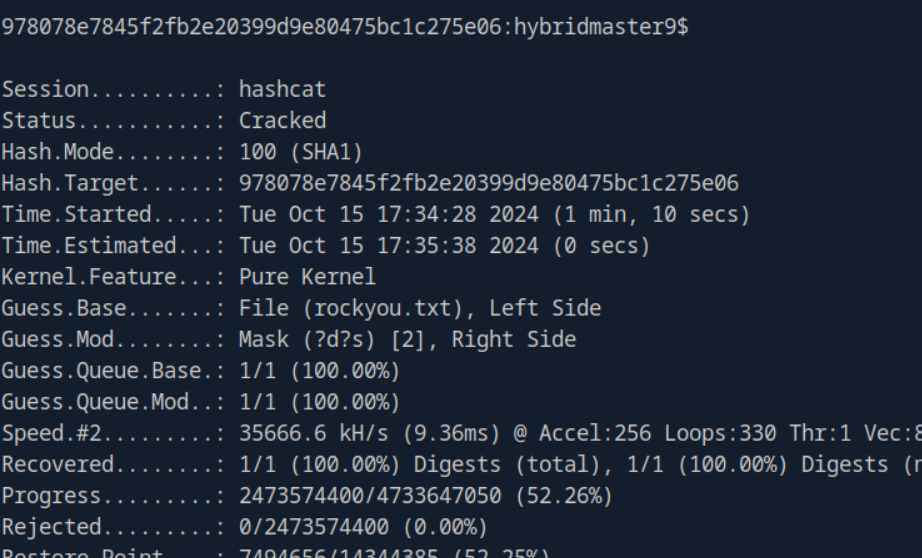 978078e7845f2fb2e20399d9e80475bc1c275e06:hybridmaster9$
Session..........: hashcat
Status...........: Cracked
Hash.Mode........: 100 (SHA1)
Hash.Target......: 978078e7845f2fb2e20399d9e80475bc1c275e06
Time.Started.....: Tue Oct 15 17:34:28 2024 (1 min, 10 secs)
Time.Estimated...: Tue Oct 15 17:35:38 2024 (0 secs)
Kernel.Feature...: Pure Kernel
Guess.Base.......: File (rockyou.txt), Left Side
Guess.Mod........: Mask (?d?s) [2], Right Side
Guess.Queue.Base.: 1/1 (100.00%)
Guess.Queue.Mod..: 1/1 (100.00%)
Speed.#2.........: 35666.6 kH/s (9.36ms) @ Accel:256 Loops:330 Thr:1 Vec:8
Recovered........: 1/1 (100.00%) Digests (total), 1/1 (100.00%) Digests (
Progress.........: 2473574400/4733647050 (52.26%)
Rejected.........: 0/2473574400 (0.00%)
Restore.Point....: 7494656/14344385 (52.25%)